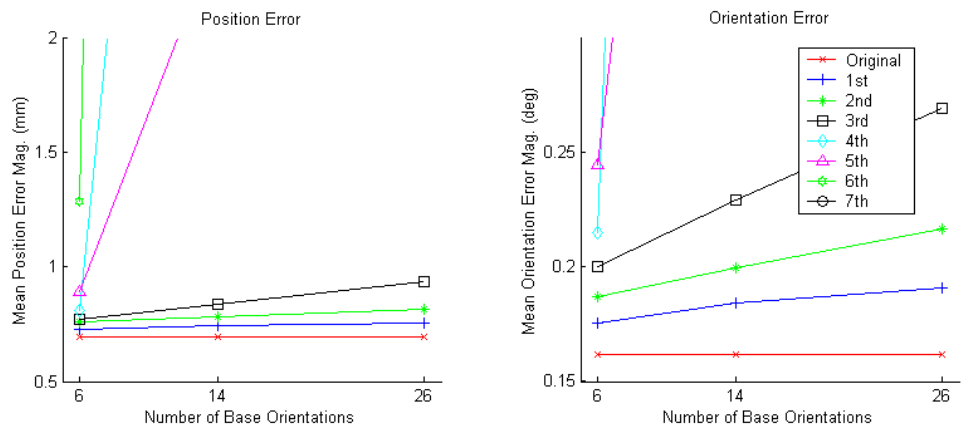 Position Error
2
1.5
1
0.5
6
14
26
Mean Position Error Mag. (mm)
Number of Base Orientations
Orientation Error
0.25
0.2
0.15
6
14
26
Mean Orientation Error Mag. (deg)
Number of Base Orientations
Original
1st
2nd
3rd
4th
5th
6th
7th